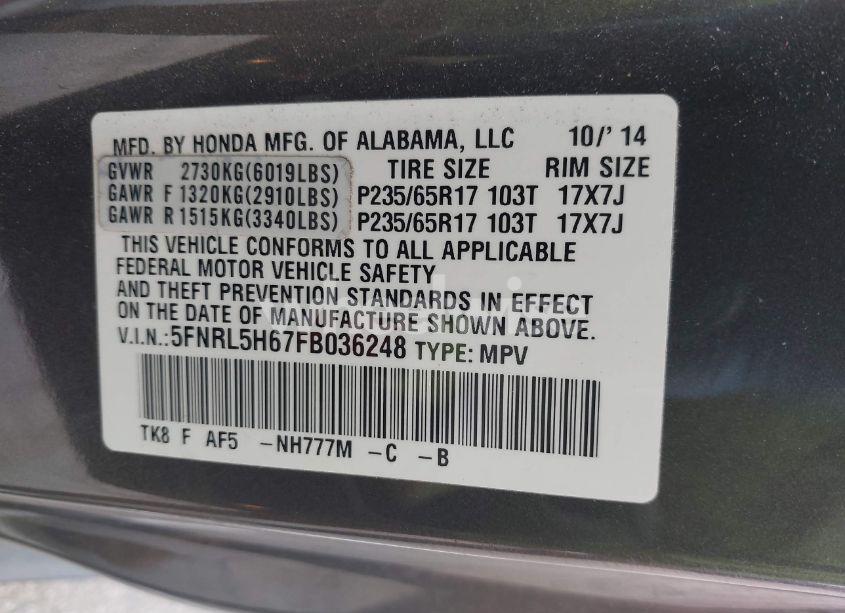 MFD. BY HONDA MFG. OF ALABAMA, LLC 10/' 14
GVWR 2730KG(6019LBS) TIRE SIZE RIM SIZE
GAWR F 1320KG(2910LBS) P235/65R17 103T 17X7J
GAWR R 1515KG(3340LBS) P235/65R17 103T 17X7J
THIS VEHICLE CONFORMS TO ALL APPLICABLE
FEDERAL MOTOR VEHICLE SAFETY
AND THEFT PREVENTION STANDARDS IN EFFECT
ON THE DATE OF MANUFACTURE SHOWN ABOVE.
V.I.N.:5FNRL5H67FB036248 TYPE: MPV
TK8 F AF5 -NH777M -C -B